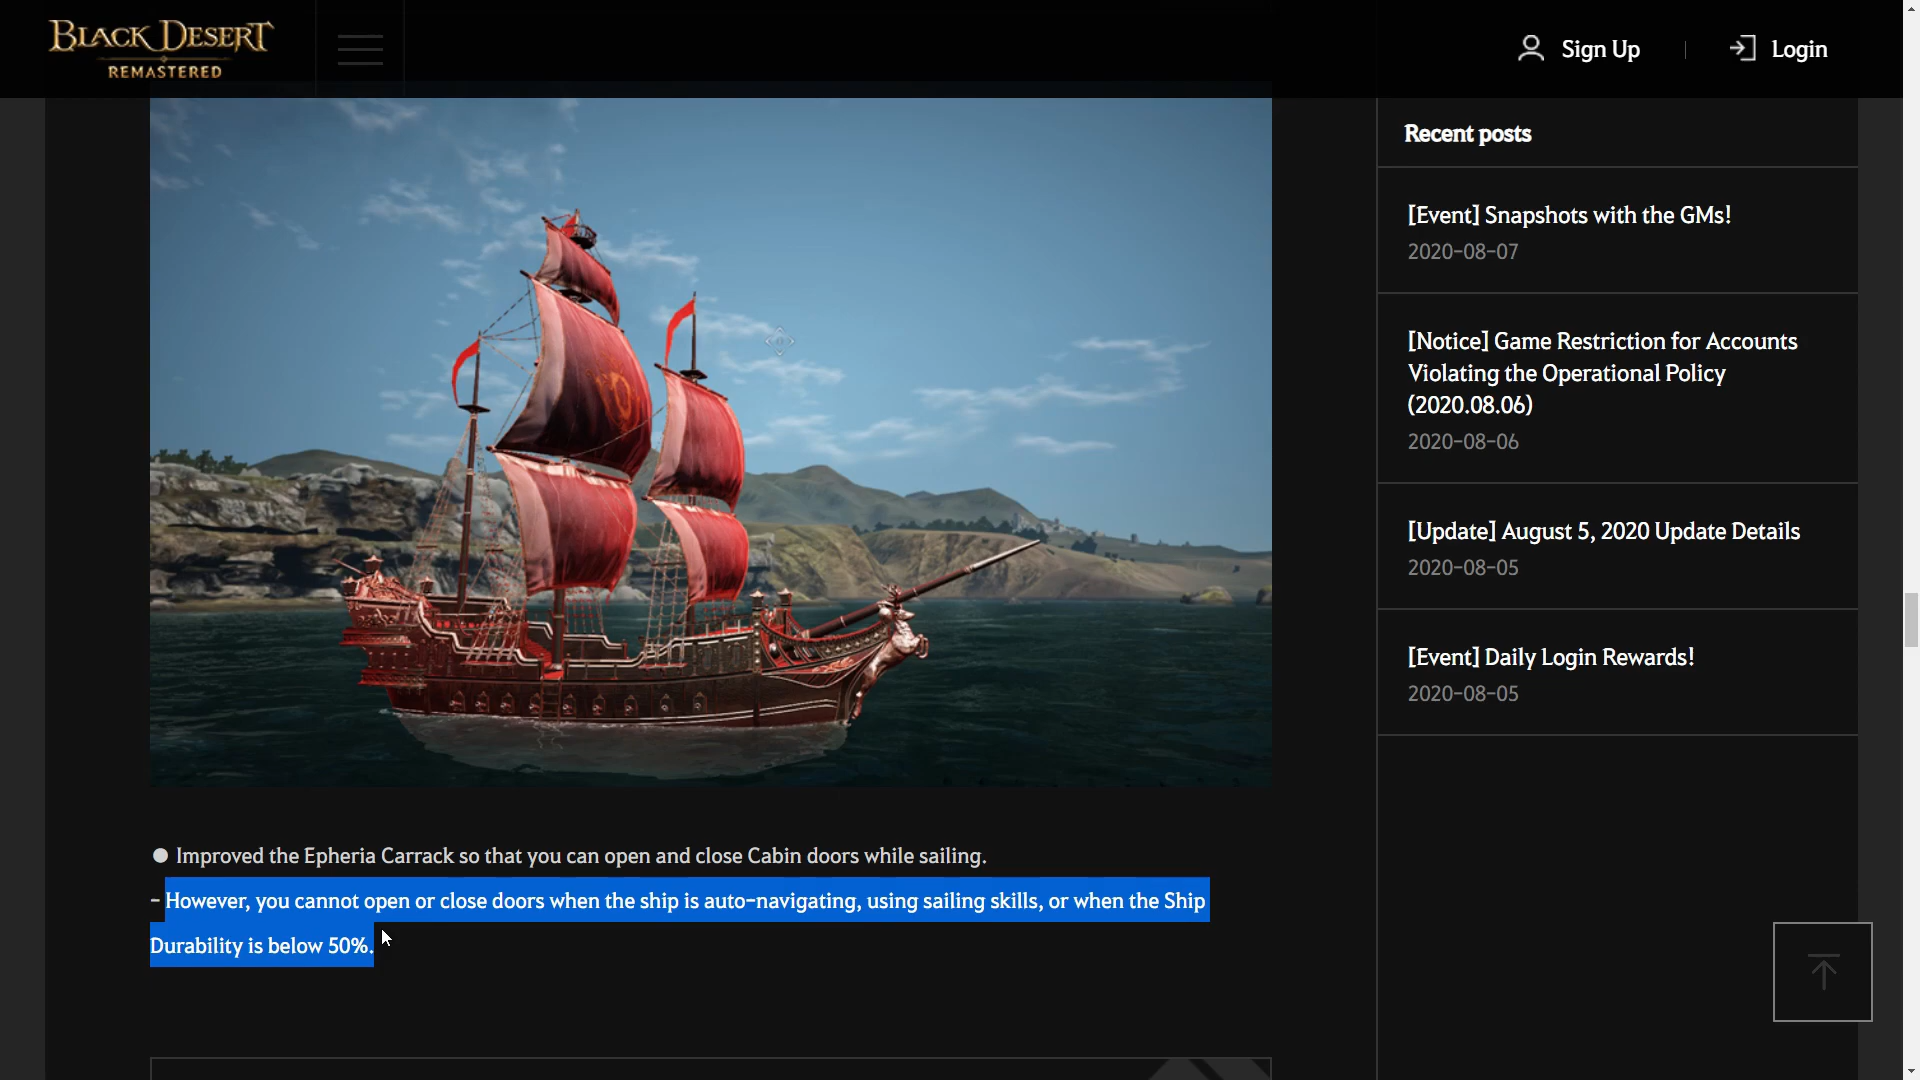 BLACK DESERT
REMASTERED
Sign Up
Login
Recent posts
[Event] Snapshots with the GMs!
2020-08-07
[Notice] Game Restriction for Accounts
Violating the Operational Policy
(2020.08.06)
2020-08-06
[Update] August 5, 2020 Update Details
2020-08-05
[Event] Daily Login Rewards!
2020-08-05
● Improved the Epheria Carrack so that you can open and close Cabin doors while sailing.
- However, you cannot open or close doors when the ship is auto-navigating, using sailing skills, or when the Ship
Durability is below 50%.